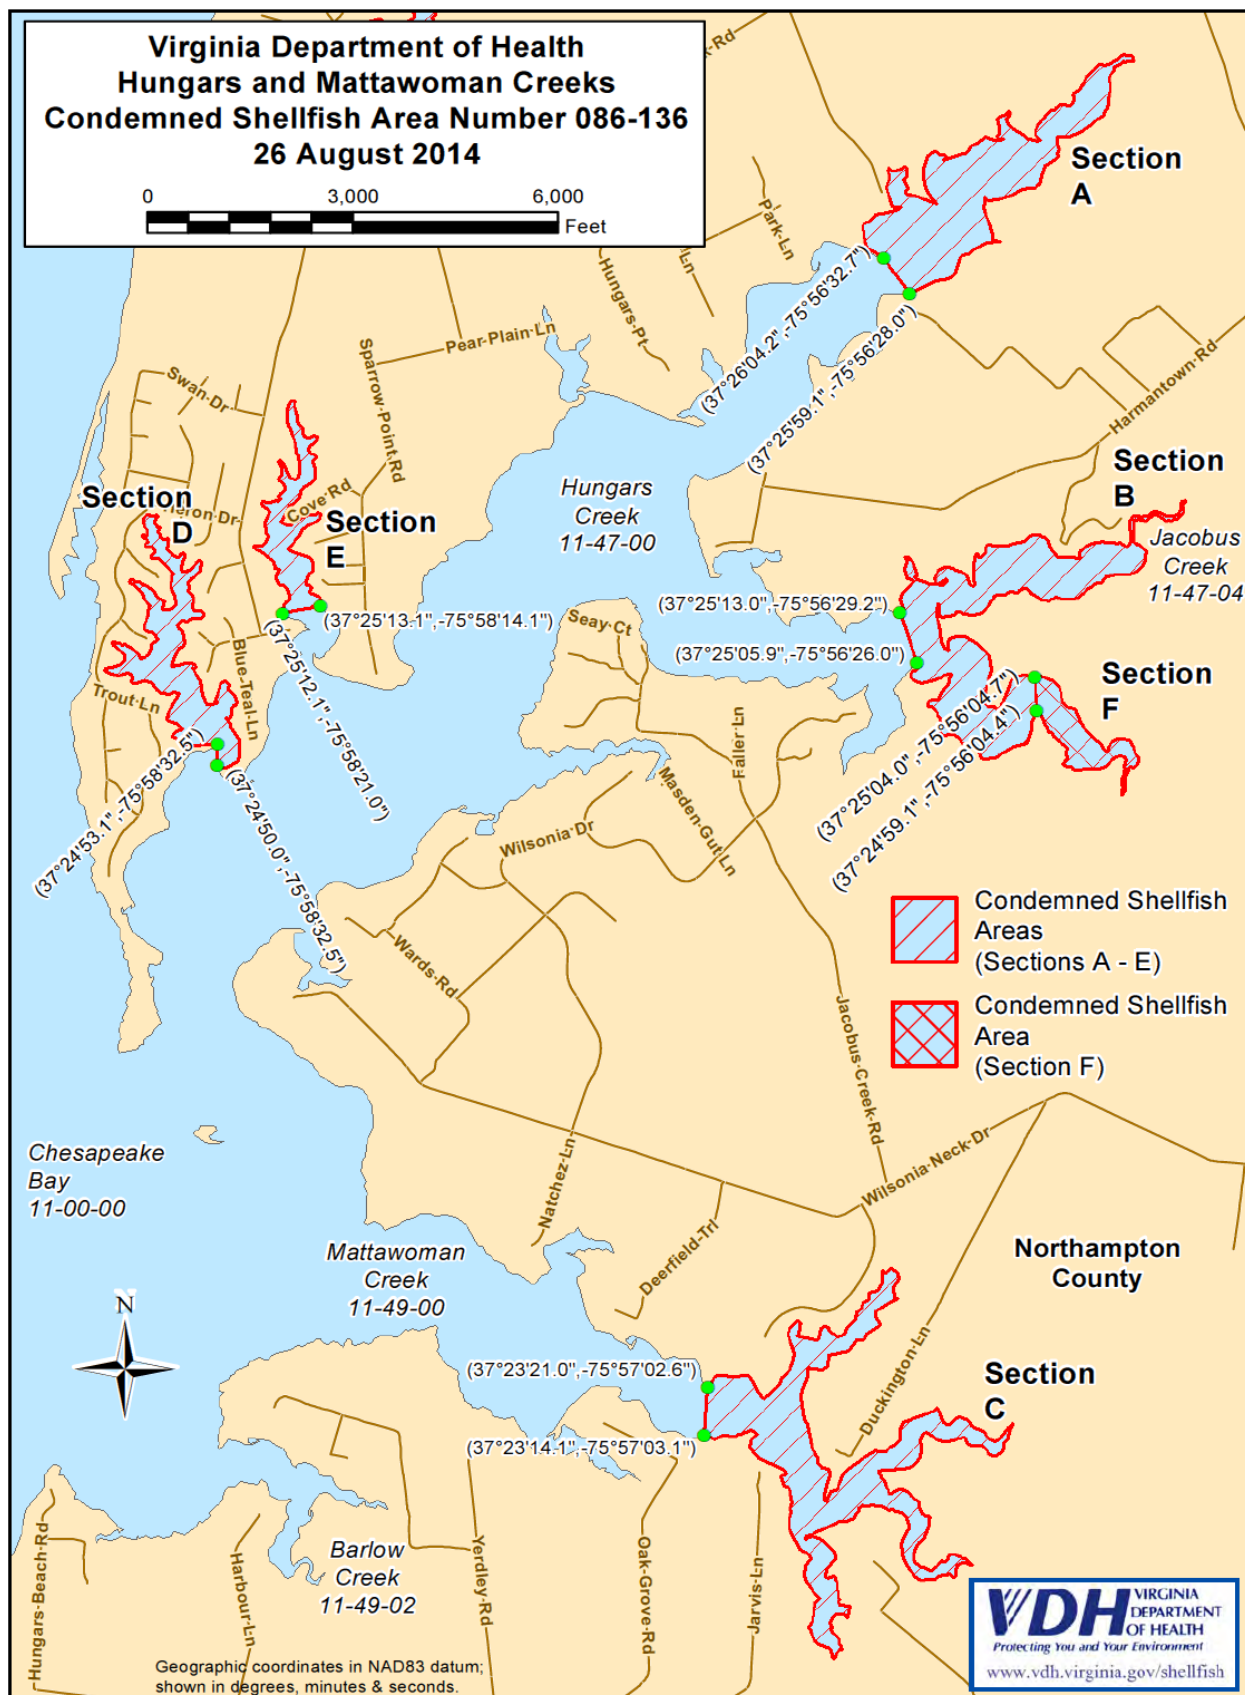 Virginia Department of Health
Hungars and Mattawoman Creeks
Condemned Shellfish Area Number 086-136
26 August 2014
0 3,000 6,000
Feet
Section
A
Park Ln
Ln
Hungars Pt
(37°26'04.2",-75°56'32.7")
(37°25'59.1",-75°56'28.0")
Pear Plain Ln
Sparrow Point Rd
Swan Dr
Harmantown Rd
Section
B
Hungars
Creek
11-47-00
Section
D
Heron Dr
Cove Rd
Section
E
Jacobus
Creek
11-47-04
(37°25'13.0",-75°56'29.2")
(37°25'13.1",-75°58'14.1")
Seay Ct
(37°25'05.9",-75°56'26.0")
(37°25'12.1",-75°58'21.0")
Blue Teal Ln
Trout Ln
Section
F
(37°25'04.0",-75°56'04.7")
(37°24'59.1",-75°56'04.4")
Faller Ln
Masden Gut Ln
(37°24'53.1",-75°58'32.5")
(37°24'50.0",-75°58'32.5")
Wilsonia Dr
Wards Rd
Condemned Shellfish
Areas
(Sections A - E)
Condemned Shellfish
Area
(Section F)
Jacobus Creek Rd
Wilsonia Neck Dr
Chesapeake
Bay
11-00-00
Natchez Ln
Mattawoman
Creek
11-49-00
Deerfield Trl
Northampton
County
N
(37°23'21.0",-75°57'02.6")
Duckington Ln
Section
C
(37°23'14.1",-75°57'03.1")
Barlow
Creek
11-49-02
Hungars Beach Rd
Harbour Ln
Yerdley Rd
Oak Grove Rd
Jarvis Ln
Geographic coordinates in NAD83 datum;
shown in degrees, minutes & seconds.
VDH VIRGINIA
DEPARTMENT
OF HEALTH
Protecting You and Your Environment
www.vdh.virginia.gov/shellfish